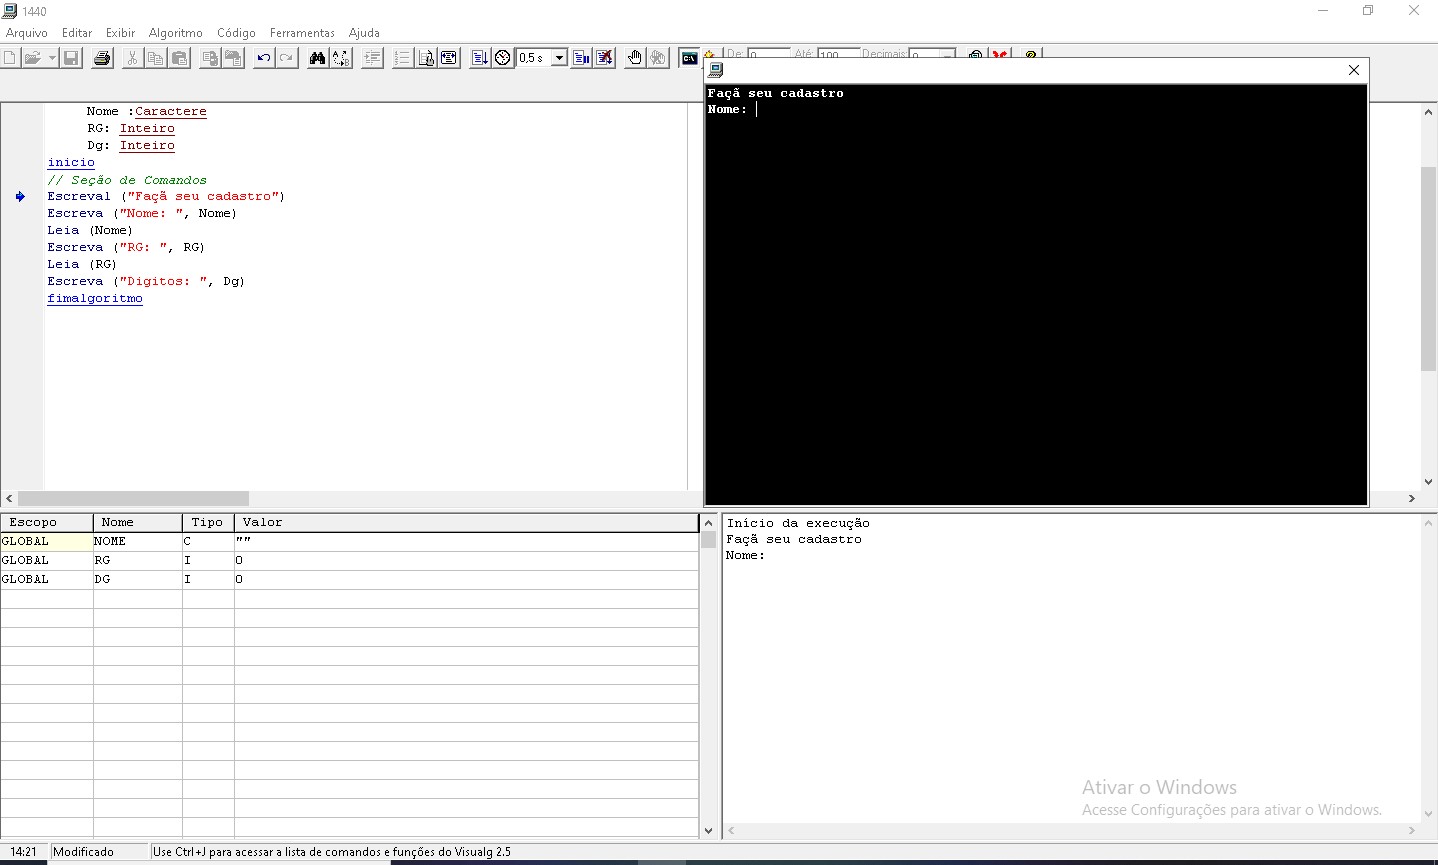 1440
Arquivo Editar Exibir Algoritmo Código Ferramentas Ajuda
0,5 s De: 0 Até: 100 Decimais: 0
Nome :Caractere
RG: Inteiro
Dg: Inteiro
inicio
// Seção de Comandos
Escreval ("Façã seu cadastro")
Escreva ("Nome: ", Nome)
Leia (Nome)
Escreva ("RG: ", RG)
Leia (RG)
Escreva ("Digitos: ", Dg)
fimalgoritmo
Façã seu cadastro
Nome:
Escopo Nome Tipo Valor
GLOBAL NOME C ""
GLOBAL RG I 0
GLOBAL DG I 0
Início da execução
Façã seu cadastro
Nome:
Ativar o Windows
Acesse Configurações para ativar o Windows.
14:21 Modificado Use Ctrl+J para acessar a lista de comandos e funções do Visualg 2.5